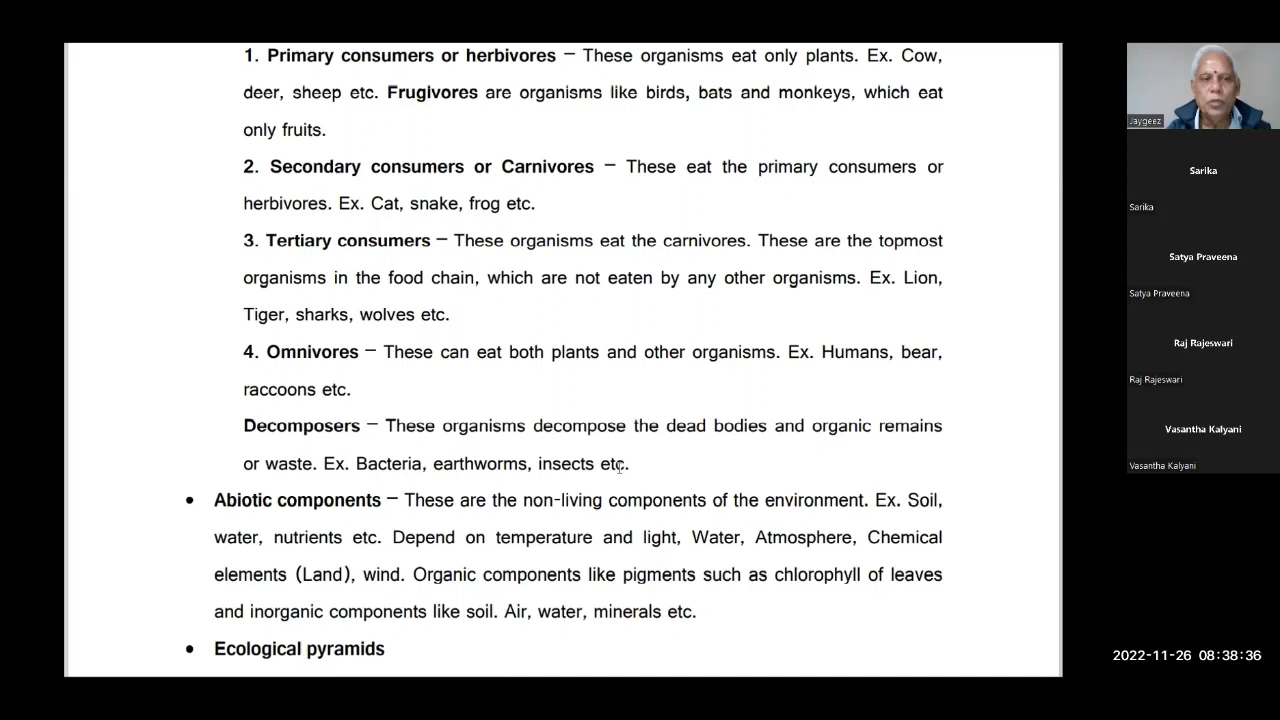 1. Primary consumers or herbivores – These organisms eat only plants. Ex. Cow,
deer, sheep etc. Frugivores are organisms like birds, bats and monkeys, which eat
only fruits.
2. Secondary consumers or Carnivores – These eat the primary consumers or
herbivores. Ex. Cat, snake, frog etc.
3. Tertiary consumers – These organisms eat the carnivores. These are the topmost
organisms in the food chain, which are not eaten by any other organisms. Ex. Lion,
Tiger, sharks, wolves etc.
4. Omnivores – These can eat both plants and other organisms. Ex. Humans, bear,
raccoons etc.
Decomposers – These organisms decompose the dead bodies and organic remains
or waste. Ex. Bacteria, earthworms, insects etc.
• Abiotic components – These are the non-living components of the environment. Ex. Soil,
water, nutrients etc. Depend on temperature and light, Water, Atmosphere, Chemical
elements (Land), wind. Organic components like pigments such as chlorophyll of leaves
and inorganic components like soil. Air, water, minerals etc.
• Ecological pyramids
Jaygeez
Sarika
Sarika
Satya Praveena
Satya Praveena
Raj Rajeswari
Raj Rajeswari
Vasantha Kalyani
Vasantha Kalyani
2022-11-26 08:38:36